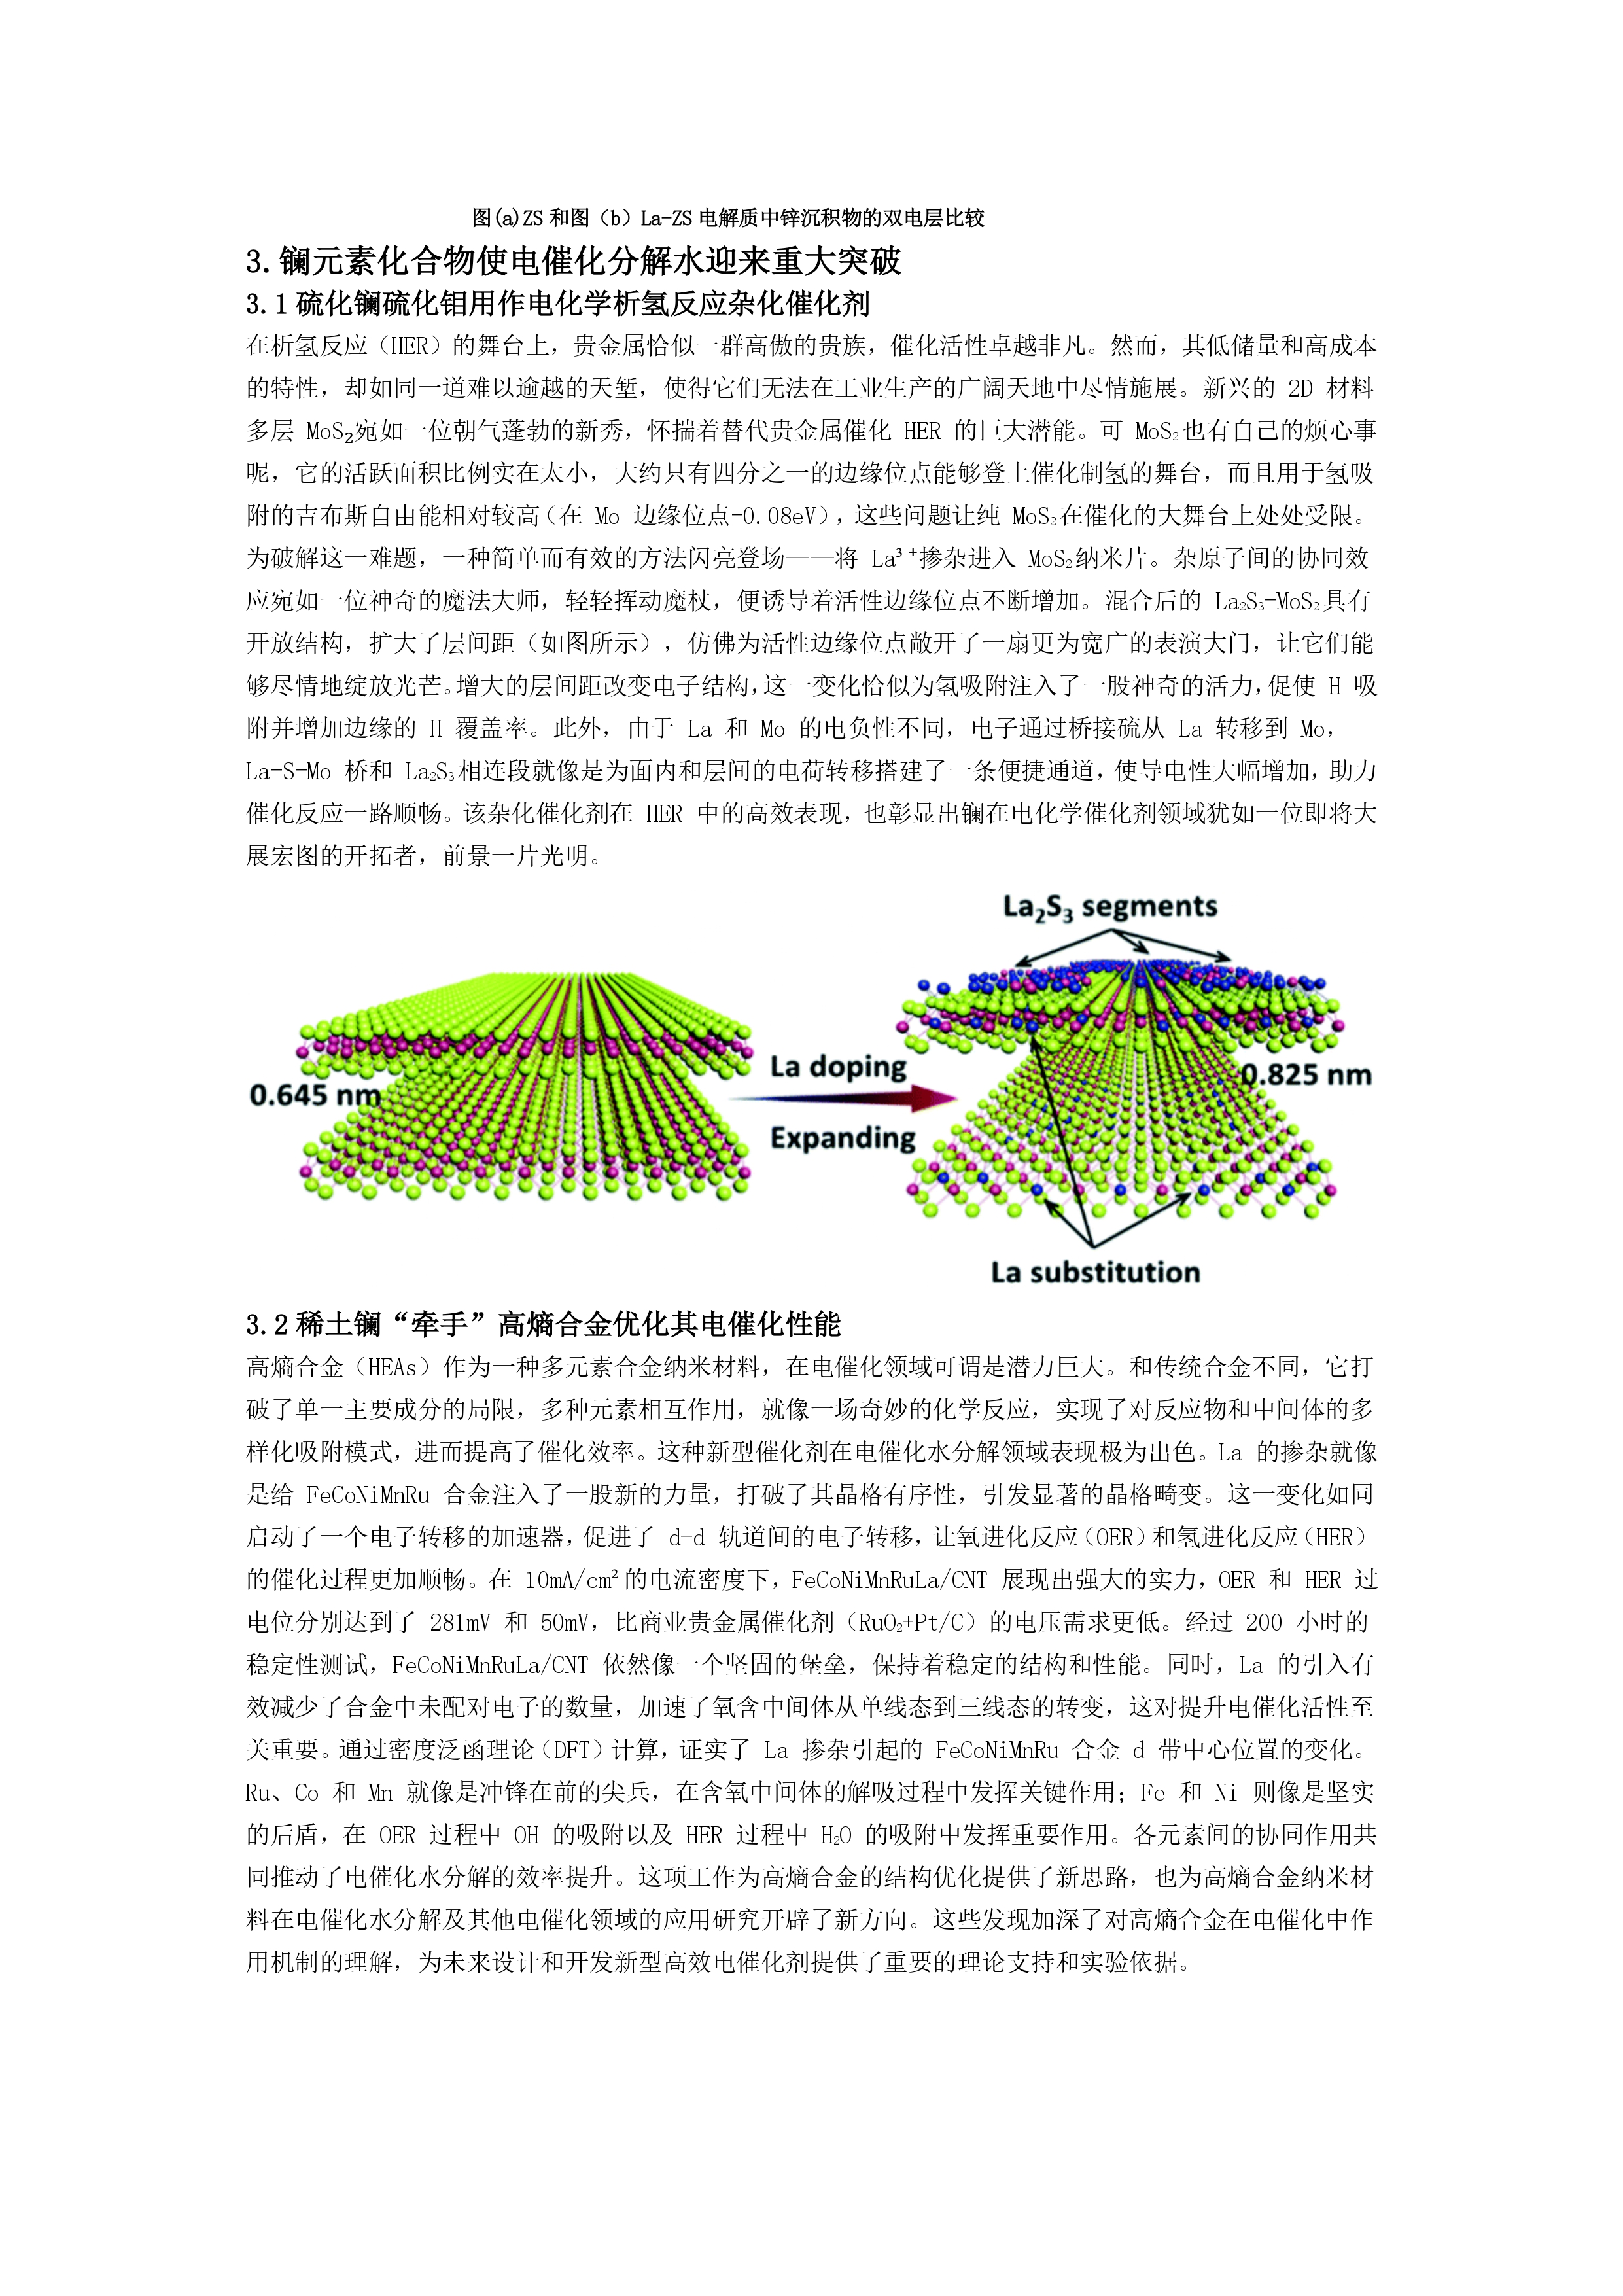 图(a)ZS 和图（b）La-ZS 电解质中锌沉积物的双电层比较
3.镧元素化合物使电催化分解水迎来重大突破
3.1 硫化镧硫化钼用作电化学析氢反应杂化催化剂
在析氢反应（HER）的舞台上，贵金属恰似一群高傲的贵族，催化活性卓越非凡。然而，其低储量和高成本
的特性，却如同一道难以逾越的天堑，使得它们无法在工业生产的广阔天地中尽情施展。新兴的 2D 材料
多层 MoS₂宛如一位朝气蓬勃的新秀，怀揣着替代贵金属催化 HER 的巨大潜能。可 MoS₂也有自己的烦心事
呢，它的活跃面积比例实在太小，大约只有四分之一的边缘位点能够登上催化制氢的舞台，而且用于氢吸
附的吉布斯自由能相对较高（在 Mo 边缘位点+0.08eV），这些问题让纯 MoS₂在催化的大舞台上处处受限。
为破解这一难题，一种简单而有效的方法闪亮登场——将 La³⁺掺杂进入 MoS₂纳米片。杂原子间的协同效
应宛如一位神奇的魔法大师，轻轻挥动魔杖，便诱导着活性边缘位点不断增加。混合后的 La₂S₃-MoS₂具有
开放结构，扩大了层间距（如图所示），仿佛为活性边缘位点敞开了一扇更为宽广的表演大门，让它们能
够尽情地绽放光芒。增大的层间距改变电子结构，这一变化恰似为氢吸附注入了一股神奇的活力，促使 H 吸
附并增加边缘的 H 覆盖率。此外，由于 La 和 Mo 的电负性不同，电子通过桥接硫从 La 转移到 Mo，
La-S-Mo 桥和 La₂S₃相连段就像是为面内和层间的电荷转移搭建了一条便捷通道，使导电性大幅增加，助力
催化反应一路顺畅。该杂化催化剂在 HER 中的高效表现，也彰显出镧在电化学催化剂领域犹如一位即将大
展宏图的开拓者，前景一片光明。
La₂S₃ segments
0.645 nm
La doping
Expanding
0.825 nm
La substitution
3.2 稀土镧“牵手”高熵合金优化其电催化性能
高熵合金（HEAs）作为一种多元素合金纳米材料，在电催化领域可谓是潜力巨大。和传统合金不同，它打
破了单一主要成分的局限，多种元素相互作用，就像一场奇妙的化学反应，实现了对反应物和中间体的多
样化吸附模式，进而提高了催化效率。这种新型催化剂在电催化水分解领域表现极为出色。La 的掺杂就像
是给 FeCoNiMnRu 合金注入了一股新的力量，打破了其晶格有序性，引发显著的晶格畸变。这一变化如同
启动了一个电子转移的加速器，促进了 d-d 轨道间的电子转移，让氧进化反应（OER）和氢进化反应（HER）
的催化过程更加顺畅。在 10mA/cm²的电流密度下，FeCoNiMnRuLa/CNT 展现出强大的实力，OER 和 HER 过
电位分别达到了 281mV 和 50mV，比商业贵金属催化剂（RuO₂+Pt/C）的电压需求更低。经过 200 小时的
稳定性测试，FeCoNiMnRuLa/CNT 依然像一个坚固的堡垒，保持着稳定的结构和性能。同时，La 的引入有
效减少了合金中未配对电子的数量，加速了氧含中间体从单线态到三线态的转变，这对提升电催化活性至
关重要。通过密度泛函理论（DFT）计算，证实了 La 掺杂引起的 FeCoNiMnRu 合金 d 带中心位置的变化。
Ru、Co 和 Mn 就像是冲锋在前的尖兵，在含氧中间体的解吸过程中发挥关键作用；Fe 和 Ni 则像是坚实
的后盾，在 OER 过程中 OH 的吸附以及 HER 过程中 H₂O 的吸附中发挥重要作用。各元素间的协同作用共
同推动了电催化水分解的效率提升。这项工作为高熵合金的结构优化提供了新思路，也为高熵合金纳米材
料在电催化水分解及其他电催化领域的应用研究开辟了新方向。这些发现加深了对高熵合金在电催化中作
用机制的理解，为未来设计和开发新型高效电催化剂提供了重要的理论支持和实验依据。